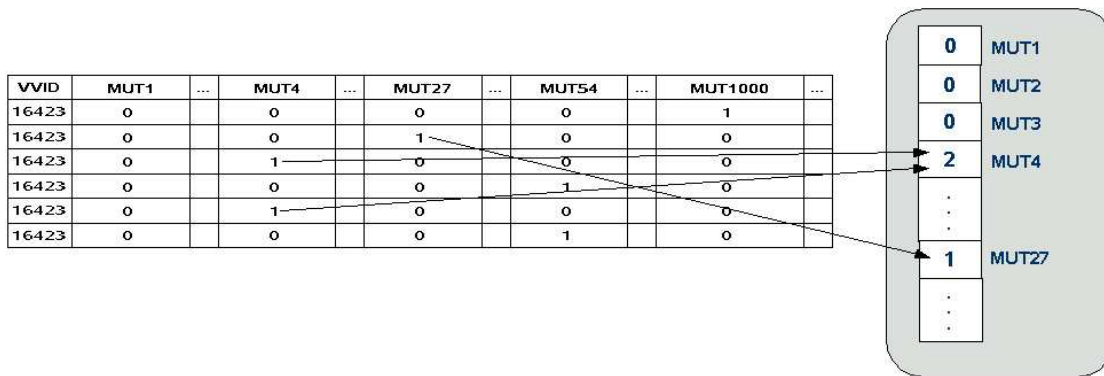 VVID MUT1 ... MUT4 ... MUT27 ... MUT54 ... MUT1000 ...
16423 0 0 0 0 1
16423 0 0 1 0 0
16423 0 1 0 0 0
16423 0 0 0 1 0
16423 0 1 0 0 0
16423 0 0 0 1 0
0 MUT1
0 MUT2
0 MUT3
2 MUT4
.
.
.
1 MUT27
.
.
.